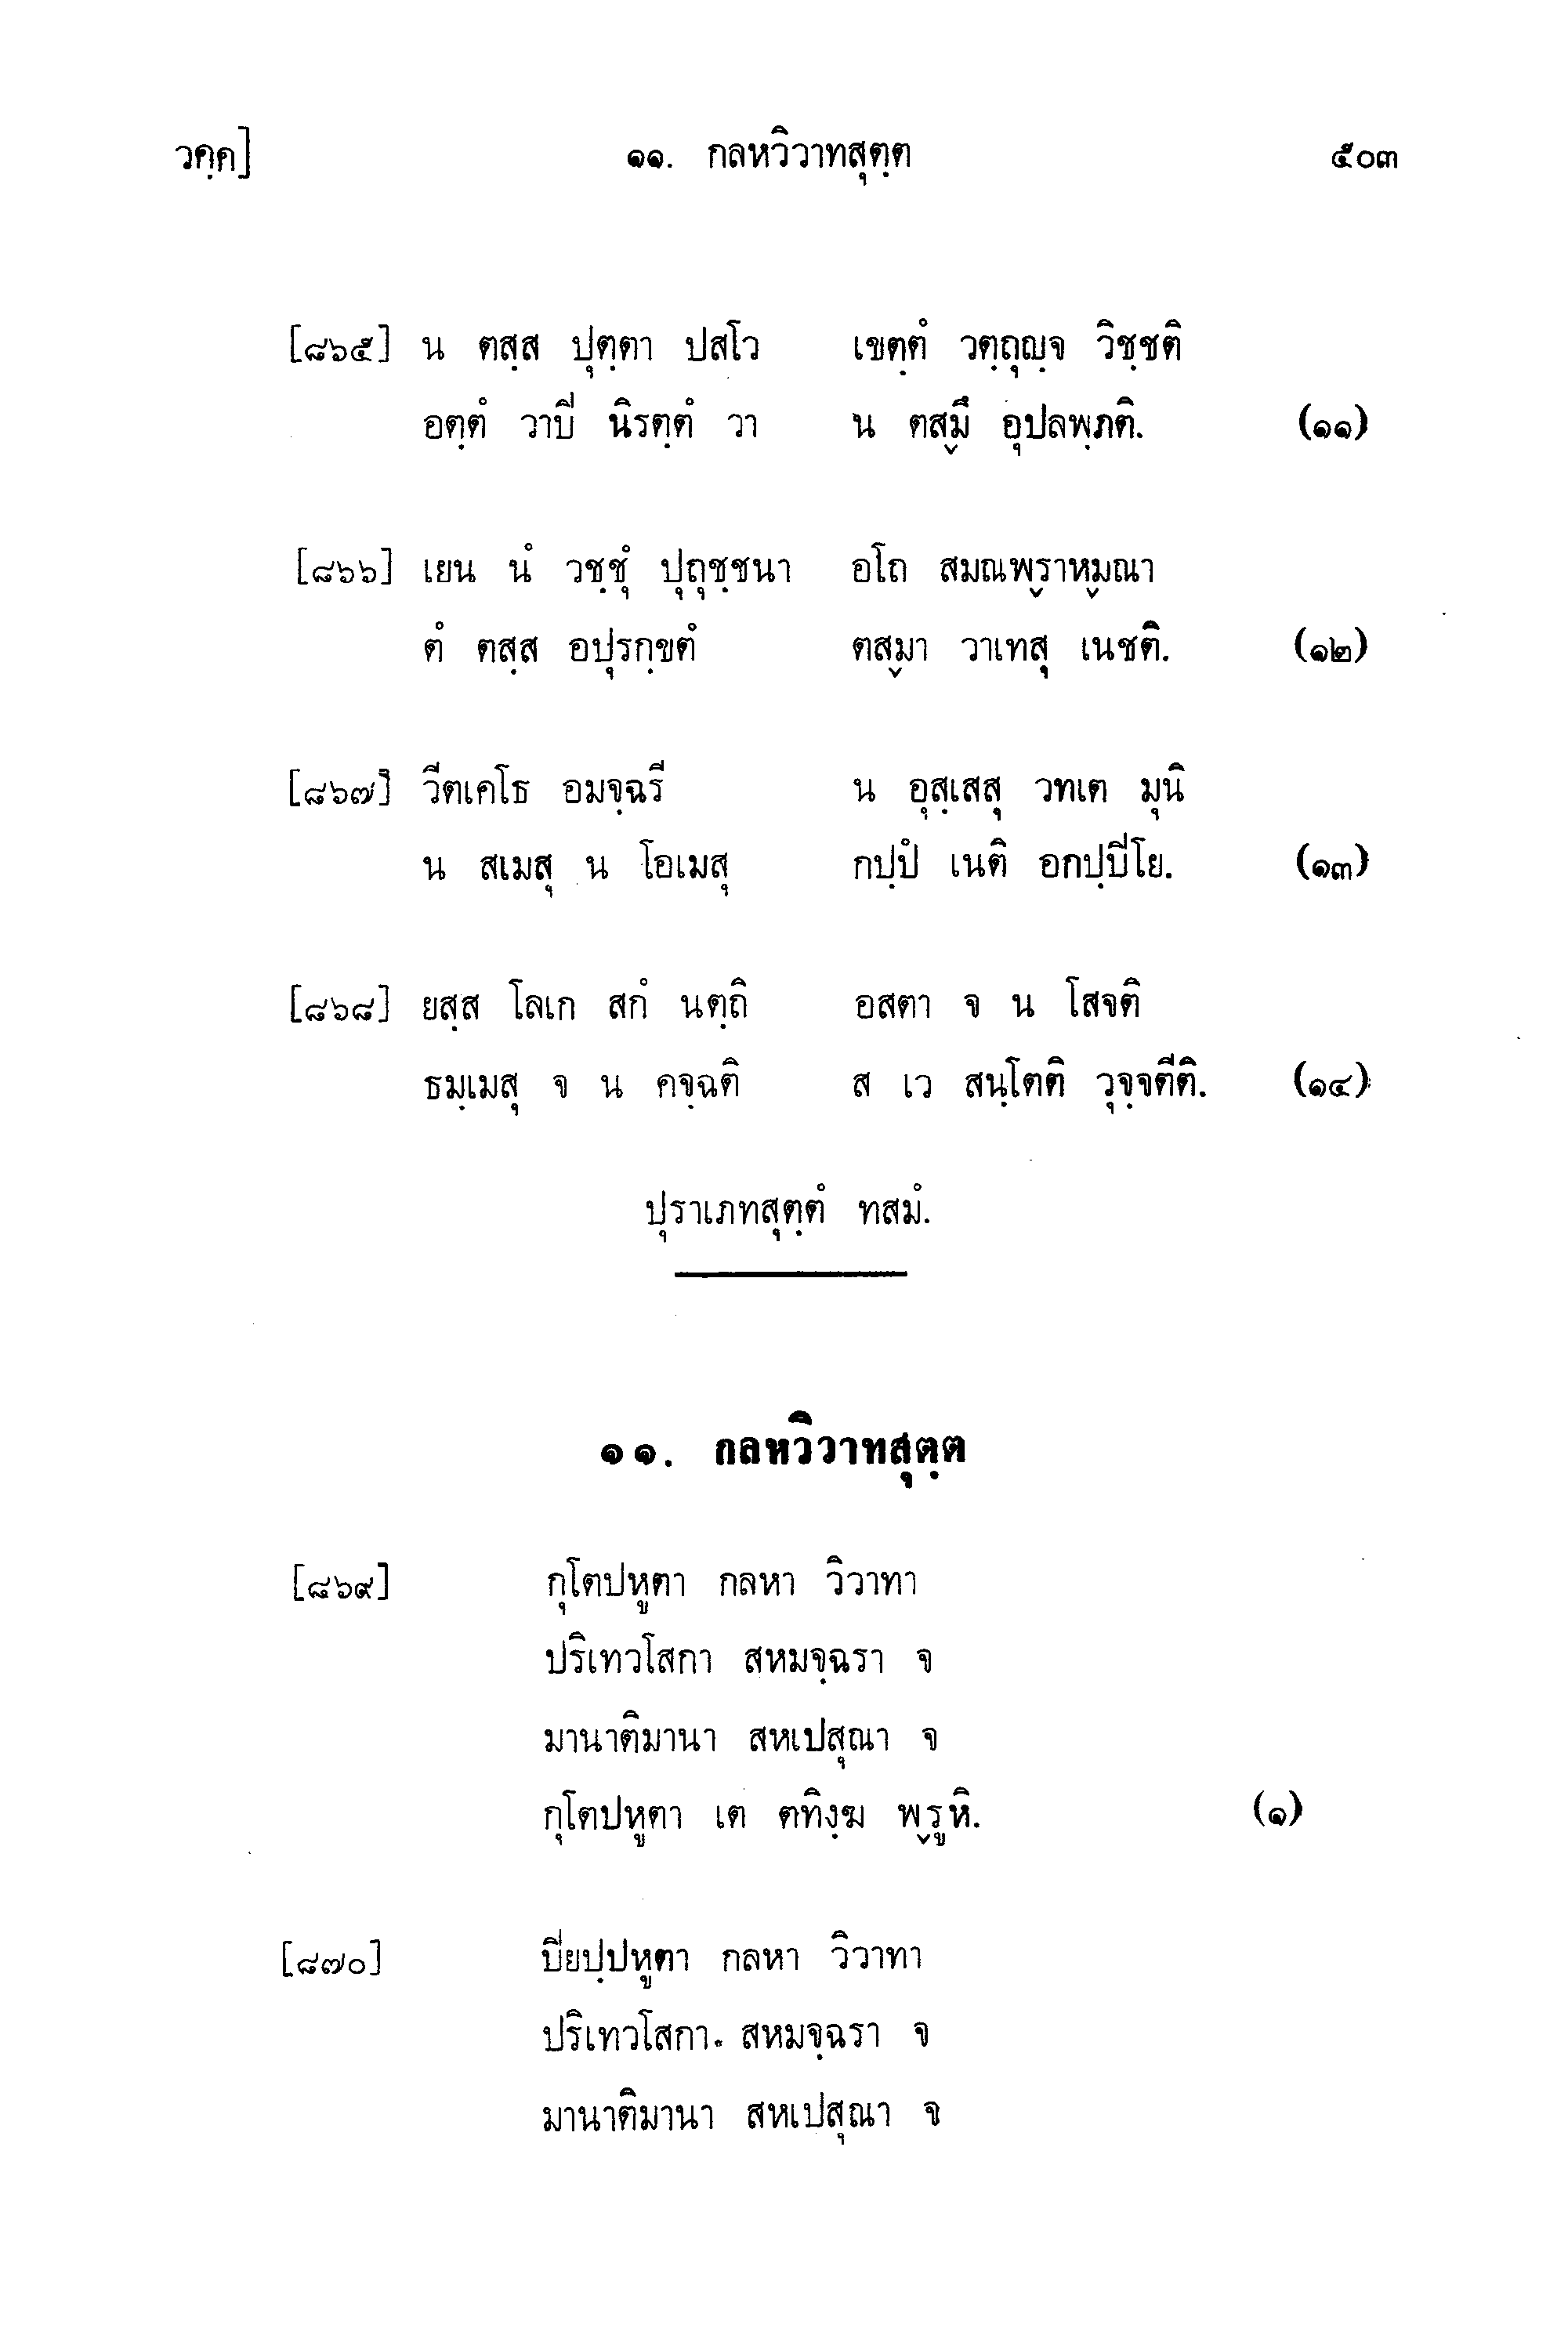 วคฺค] ๑๑. กลหวิวาทสุตฺต ๕๐๓
[๘๖๕] น ตสฺส ปุตฺตา ปสโว เขตฺตํ วตฺถุญฺจ วิชฺชติ
อตฺตํ วาปิ นิรตฺตํ วา น ตสฺมึ อุปลพฺภติ. (๑๑)
[๘๖๖] เยน นํ วชฺชุํ ปุถุชฺชนา อโถ สมณพฺราหฺมณา
ตํ ตสฺส อปุรกฺขตํ ตสฺมา วาเทสุ เนชติ. (๑๒)
[๘๖๗] วีตเคโธ อมจฺฉรี น อุสฺเสสุ วทเต มุนิ
น สเมสุ น โอเมสุ กปฺปํ เนติ อกปฺปิโย. (๑๓)
[๘๖๘] ยสฺส โลเก สกํ นตฺถิ อสตา จ น โสจติ
ธมฺเมสุ จ น คจฺฉติ ส เว สนฺโตติ วุจฺจตีติ. (๑๔)
ปุราเภทสุตฺตํ ทสมํ.
๑๑. กลหวิวาทสุตฺต
[๘๖๙] กุโตปหูตา กลหา วิวาทา
ปริเทวโสกา สหมจฺฉรา จ
มานาติมานา สหเปสุณา จ
กุโตปหูตา เต ตทิงฺฆ พฺรูหิ. (๑)
[๘๗๐] ปิยปฺปหูตา กลหา วิวาทา
ปริเทวโสกา สหมจฺฉรา จ
มานาติมานา สหเปสุณา จ